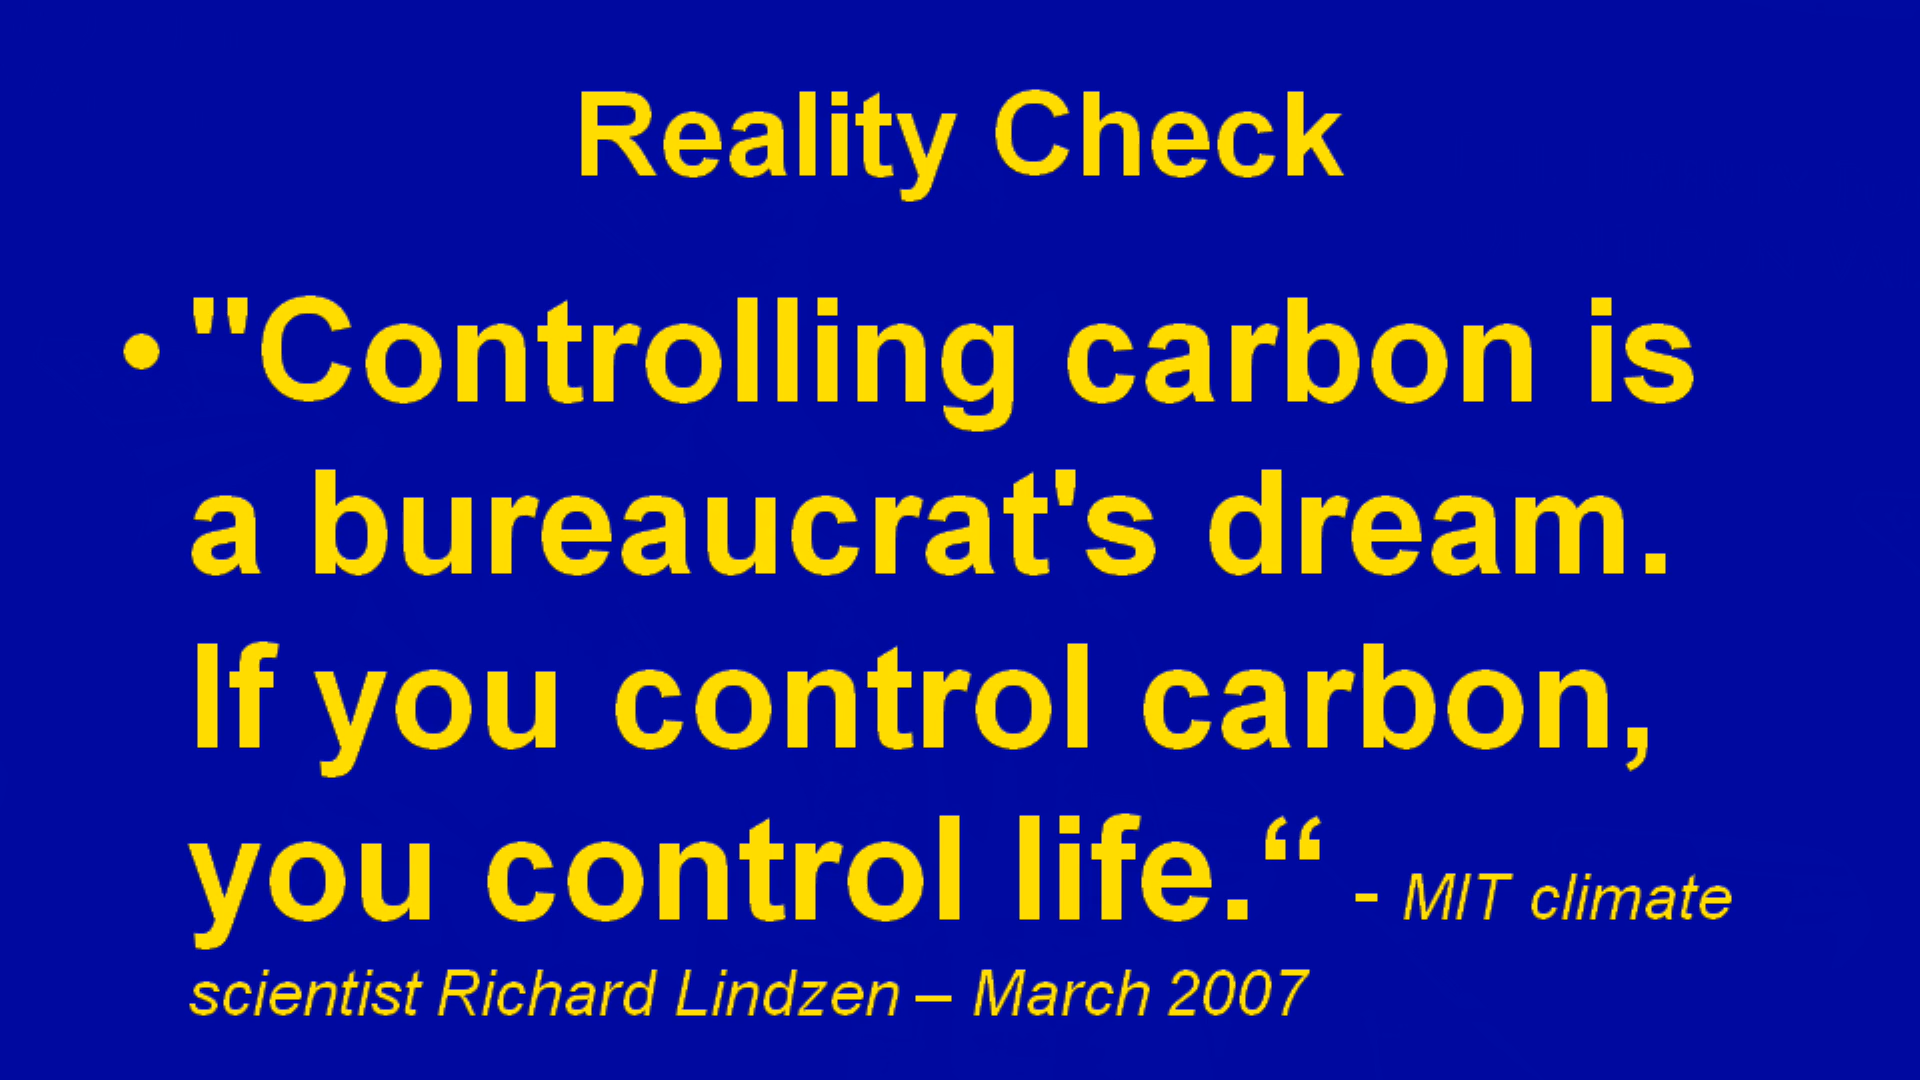 Reality Check
• "Controlling carbon is
a bureaucrat's dream.
If you control carbon,
you control life.“ - MIT climate
scientist Richard Lindzen – March 2007